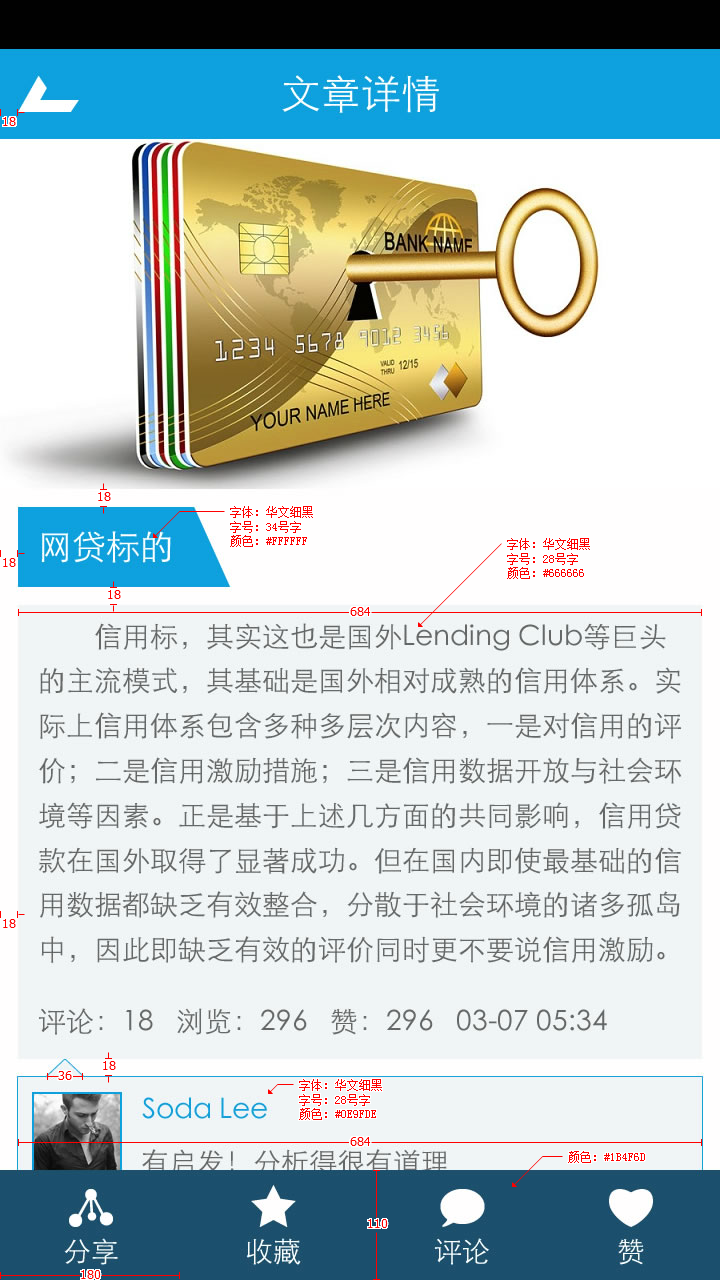 文章详情
18
BANK NAME
1234 5678 9012 3456
VALID THRU 12/15
YOUR NAME HERE
18
字体：华文细黑
字号：34号字
颜色：#FFFFFF
网贷标的
18
字体：华文细黑
字号：28号字
颜色：#666666
18
684
信用标，其实这也是国外Lending Club等巨头
的主流模式，其基础是国外相对成熟的信用体系。实
际上信用体系包含多种多层次内容，一是对信用的评
价；二是信用激励措施；三是信用数据开放与社会环
境等因素。正是基于上述几方面的共同影响，信用贷
款在国外取得了显著成功。但在国内即使最基础的信
用数据都缺乏有效整合，分散于社会环境的诸多孤岛
18
中，因此即缺乏有效的评价同时更不要说信用激励。
评论：18 浏览：296 赞：296 03-07 05:34
18
36
字体：华文细黑
字号：28号字
颜色：#0E9FDE
Soda Lee
684
有启发！分析得很有道理
颜色：#1B4F6D
110
分享 收藏 评论 赞
180